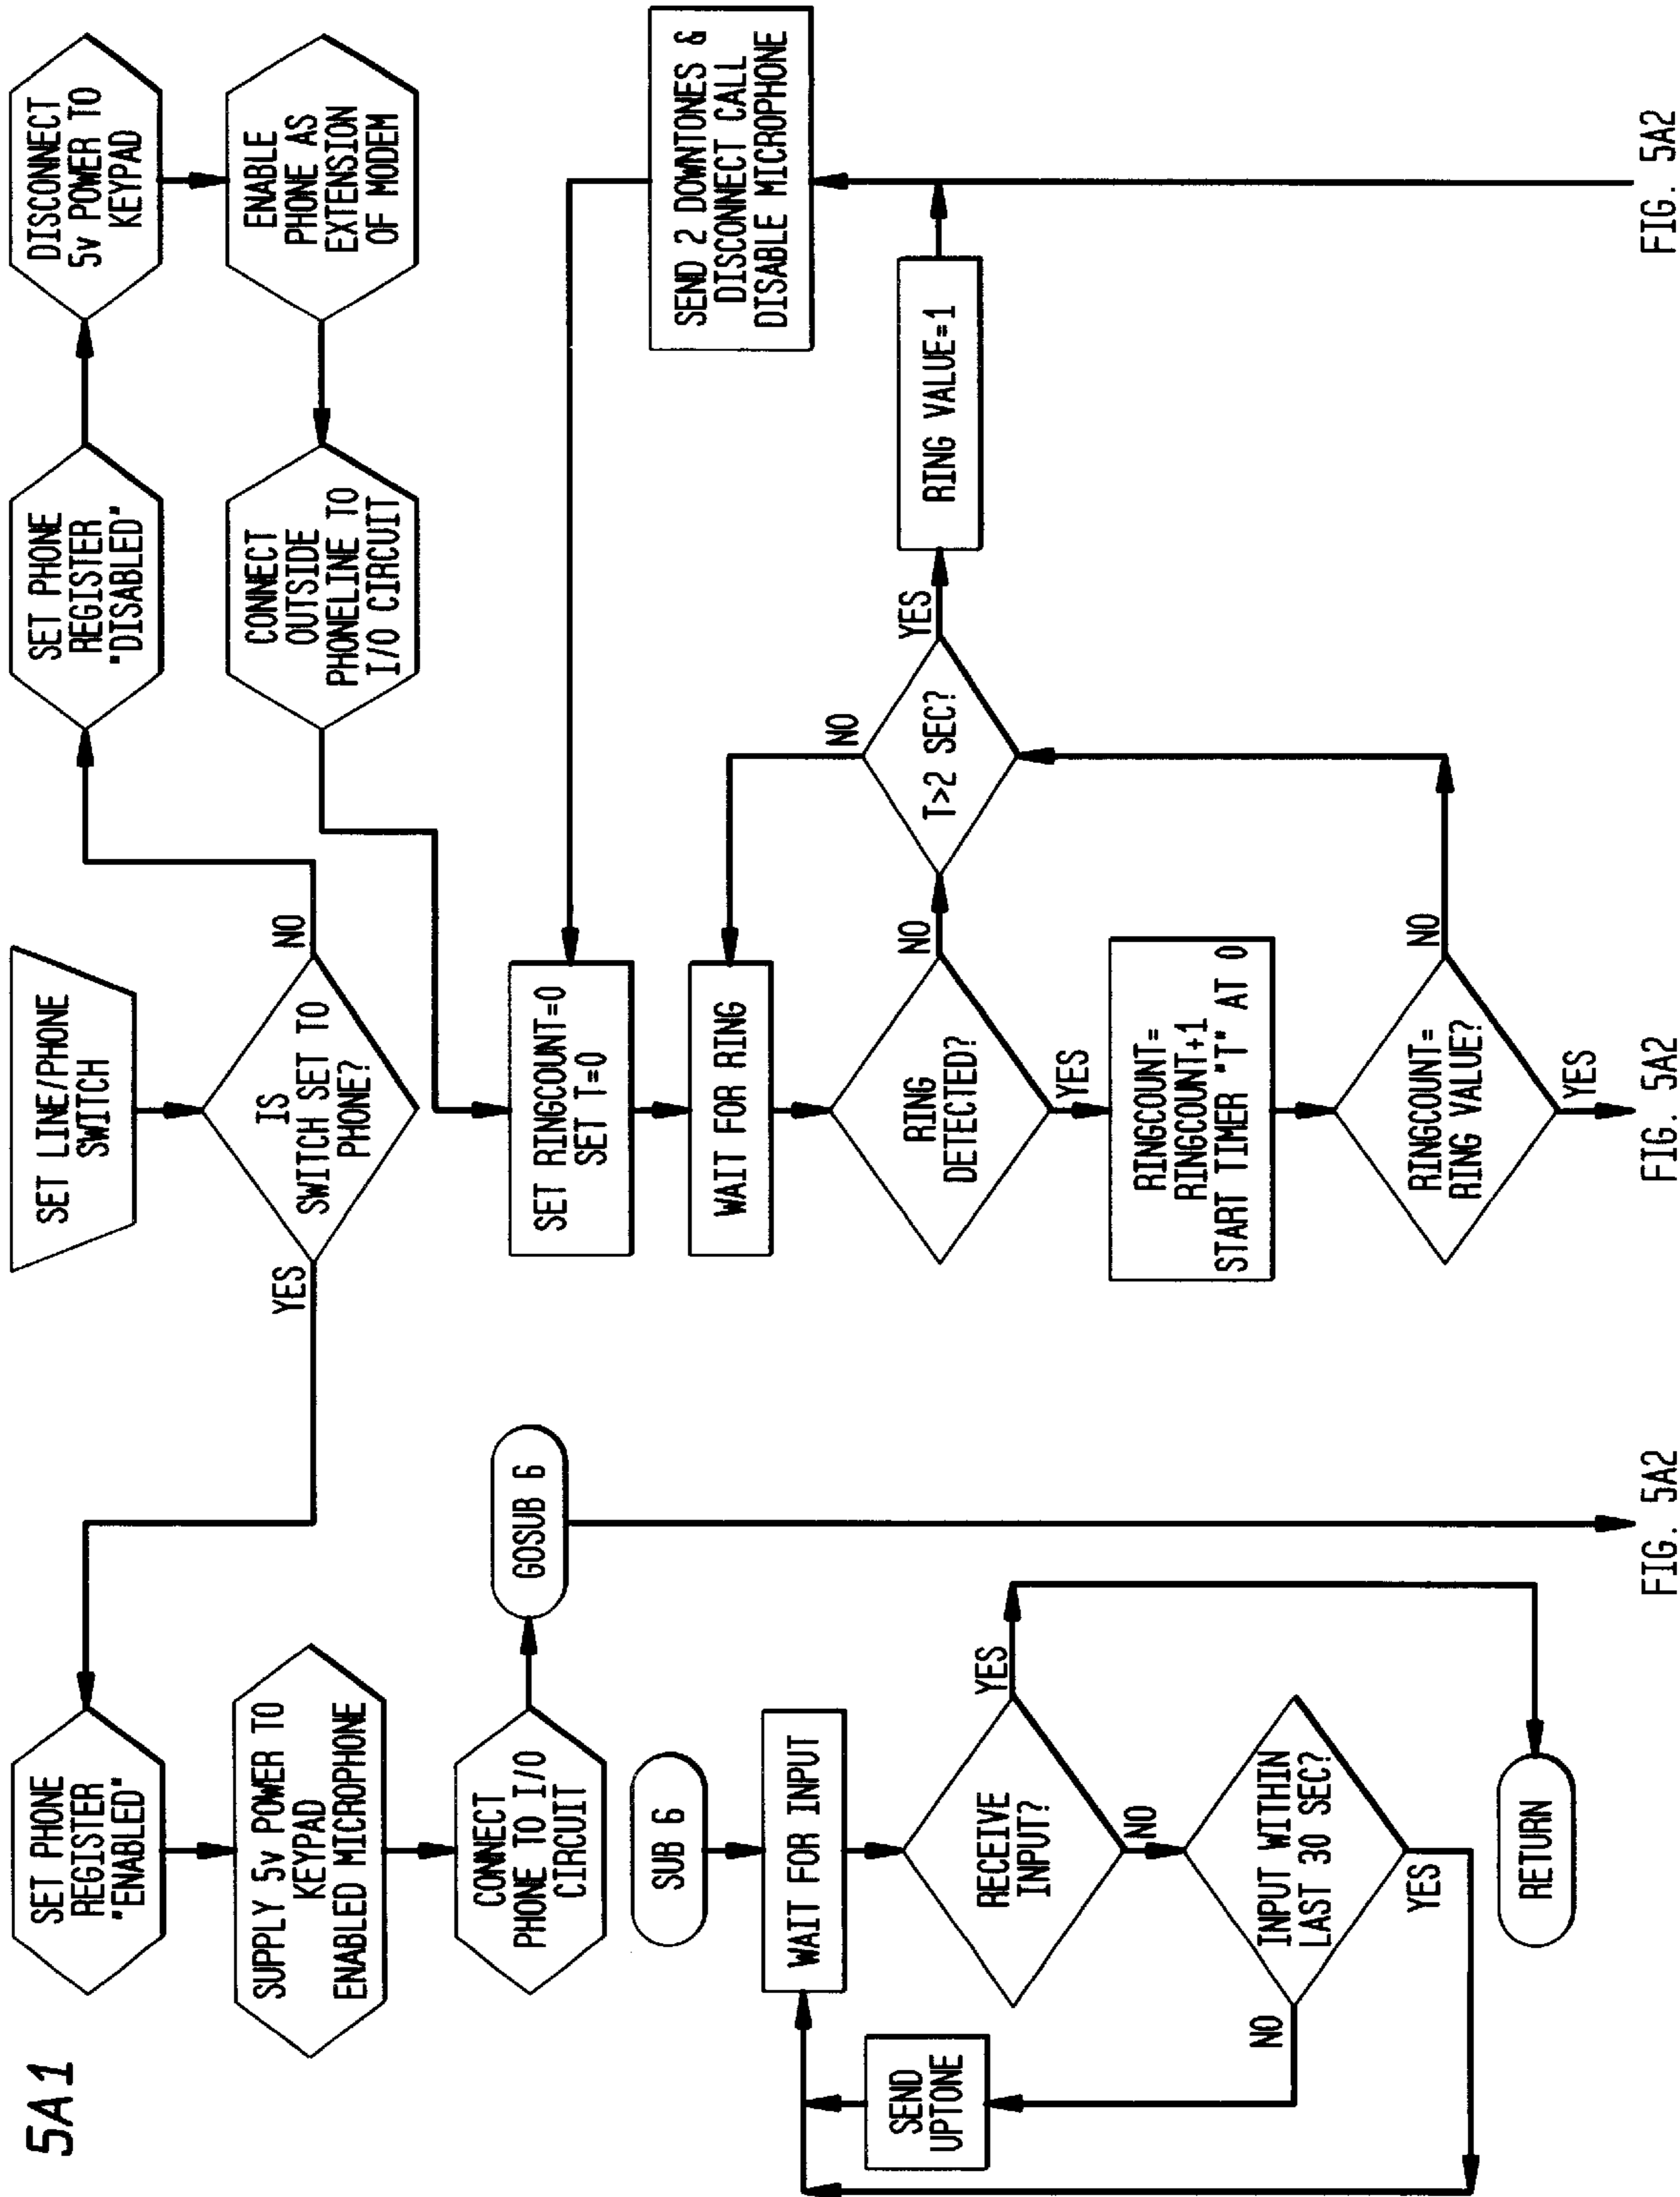 5A1
SET LINE/PHONE
SWITCH
IS
SWITCH SET TO
PHONE?
YES
NO
SET PHONE
REGISTER
"ENABLED"
SUPPLY 5v POWER TO
KEYPAD
ENABLED MICROPHONE
CONNECT
PHONE TO I/O
CIRCUIT
GOSUB 6
SET PHONE
REGISTER
"DISABLED"
DISCONNECT
5v POWER TO
KEYPAD
ENABLE
PHONE AS
EXTENSION
OF MODEM
CONNECT
OUTSIDE
PHONELINE TO
I/O CIRCUIT
SET RINGCOUNT=0
SET T=0
WAIT FOR RING
RING
DETECTED?
NO
YES
T>2 SEC?
NO
YES
RING VALUE=1
SEND 2 DOWNTONES &
DISCONNECT CALL
DISABLE MICROPHONE
RINGCOUNT=
RINGCOUNT+1
START TIMER "T" AT 0
RINGCOUNT=
RING VALUE?
NO
YES
SUB 6
WAIT FOR INPUT
RECEIVE
INPUT?
YES
NO
INPUT WITHIN
LAST 30 SEC?
NO
YES
SEND
UPTONE
RETURN
FIG. 5A2
FIG. 5A2
FIG. 5A2